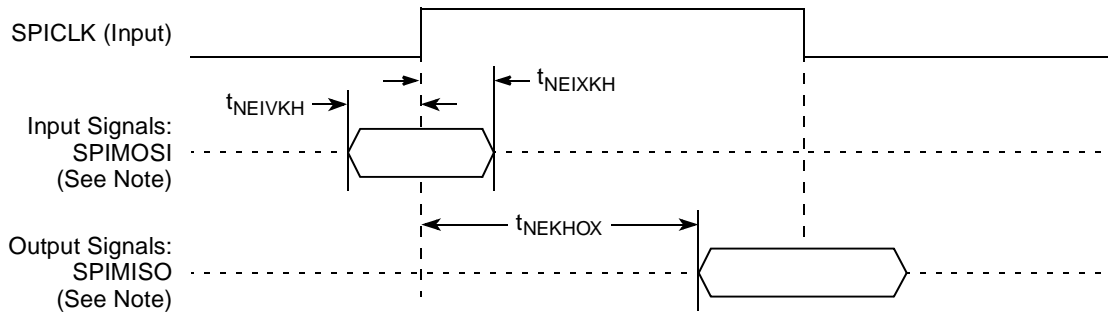 SPICLK (Input)
tNEIXKH
tNEIVKH
Input Signals:
SPIMOSI
(See Note)
tNEKHOX
Output Signals:
SPIMISO
(See Note)